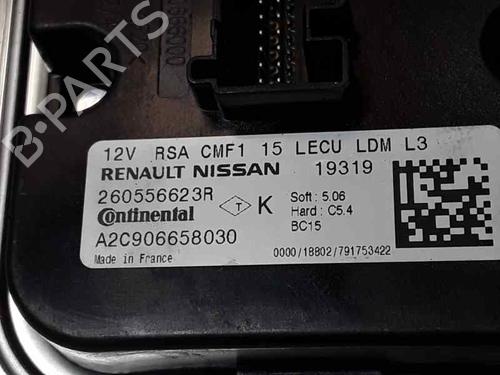 B-PARTS
12V RSA CMF1 15 LECU LDM L3
RENAULT NISSAN 19319
260556623R
Continental
T K
Soft : 5.06
Hard : C5.4
BC15
A2C906658030
Made in France
0000/18802/791753422